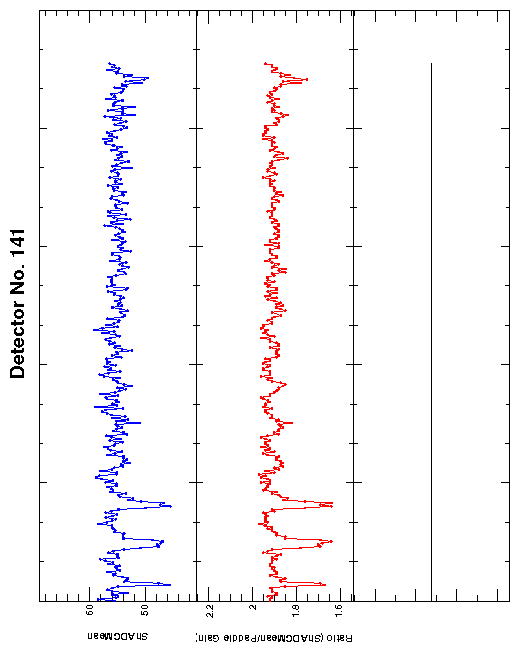 Detector No. 141
60
50
ShADCMean
2.2
2
1.8
1.6
Ratio (ShADCMean/Paddle Gain)